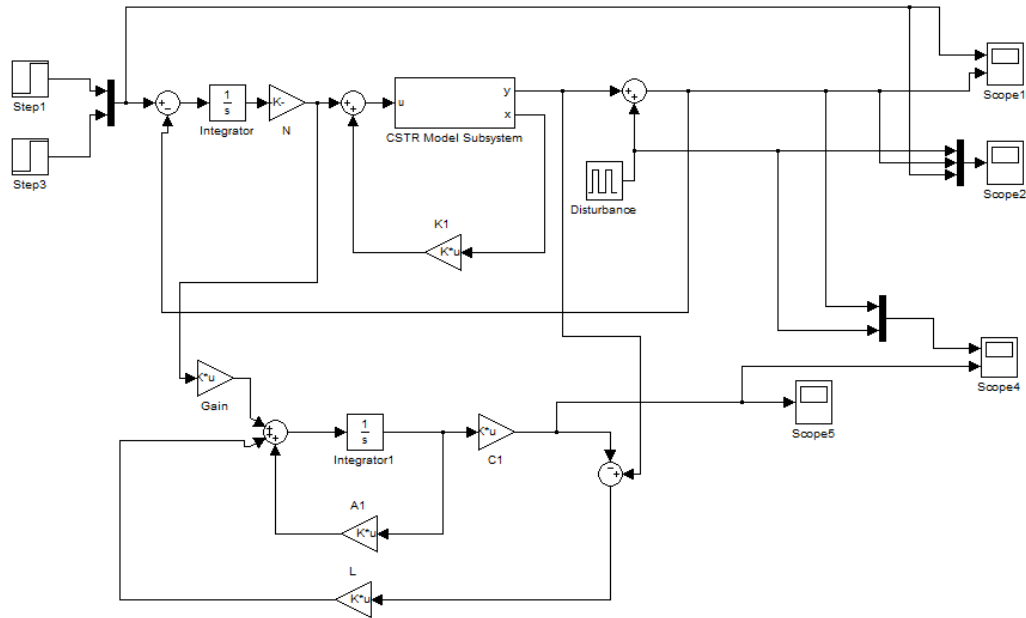 Step1
Step3
+
−
1
s
Integrator
K-
N
+
+
u
y
x
CSTR Model Subsystem
+
+
Disturbance
Scope1
Scope2
K1
K*u
K*u
Gain
+
+
+
1
s
Integrator1
K*u
C1
Scope5
Scope4
−
+
A1
K*u
L
K*u